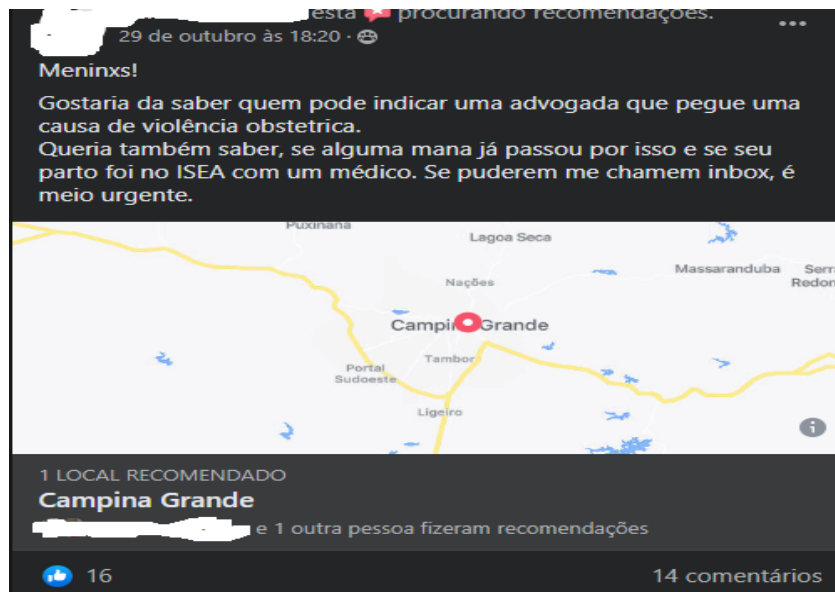 está procurando recomendações.
29 de outubro às 18:20 ·
Meninxs!
Gostaria da saber quem pode indicar uma advogada que pegue uma
causa de violência obstetrica.
Queria também saber, se alguma mana já passou por isso e se seu
parto foi no ISEA com um médico. Se puderem me chamem inbox, é
meio urgente.
Puxinanã
Lagoa Seca
Massaranduba
Nações
Campi Grande
Tambor
Portal
Sudoeste
Ligeiro
1 LOCAL RECOMENDADO
Campina Grande
e 1 outra pessoa fizeram recomendações
16
14 comentários